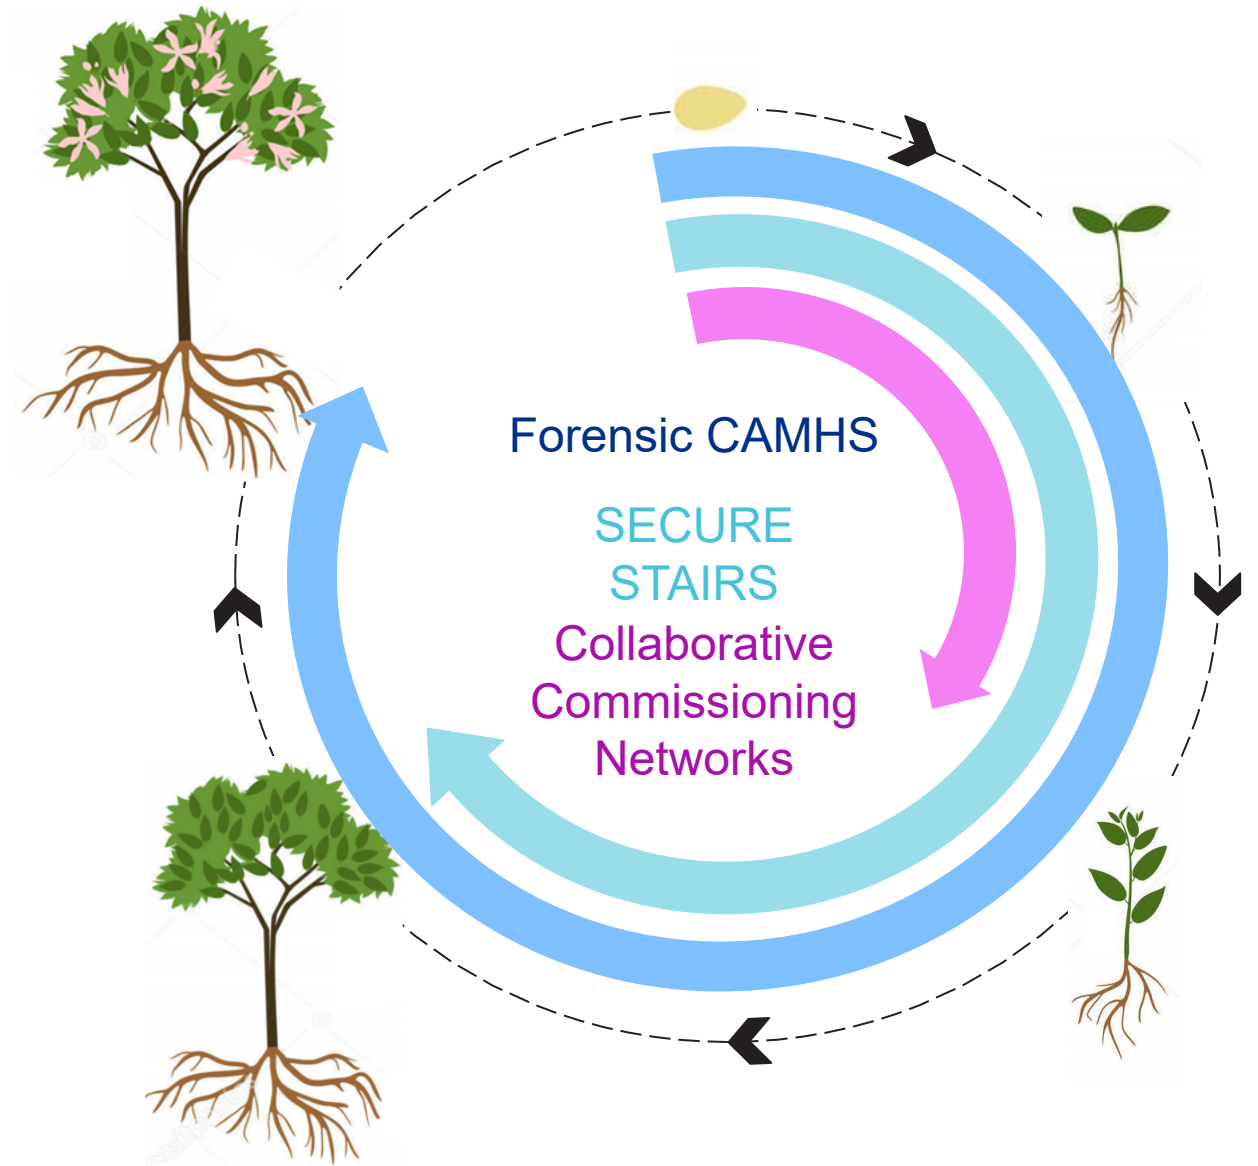 Forensic CAMHS
SECURE
STAIRS
Collaborative
Commissioning
Networks